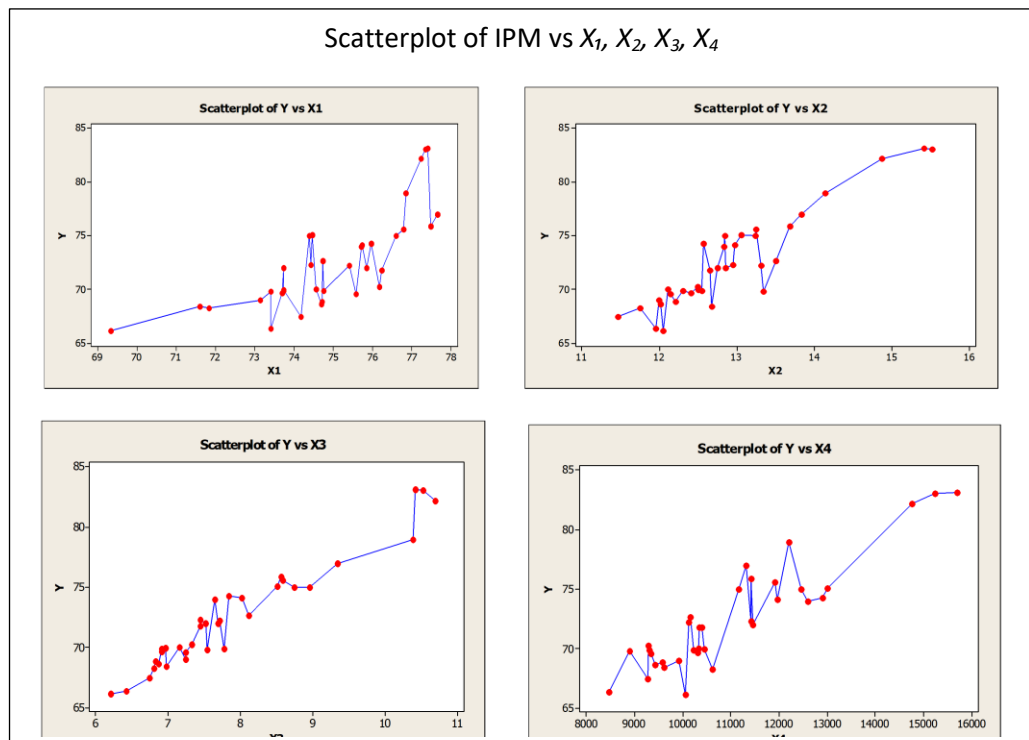 Scatterplot of IPM vs X₁, X₂, X₃, X₄
Scatterplot of Y vs X1
85
80
75
70
65
Y
69 70 71 72 73 74 75 76 77 78
X1
Scatterplot of Y vs X2
85
80
75
70
65
Y
11 12 13 14 15 16
X2
Scatterplot of Y vs X3
85
80
75
70
65
Y
6 7 8 9 10 11
Scatterplot of Y vs X4
85
80
75
70
65
Y
8000 9000 10000 11000 12000 13000 14000 15000 16000